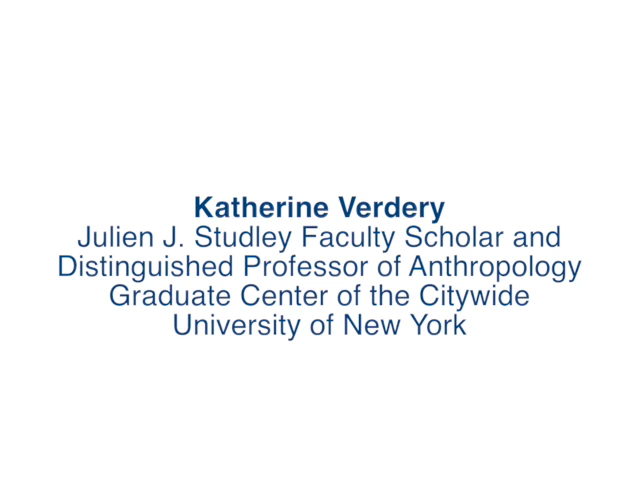 Katherine Verdery
Julien J. Studley Faculty Scholar and
Distinguished Professor of Anthropology
Graduate Center of the Citywide
University of New York